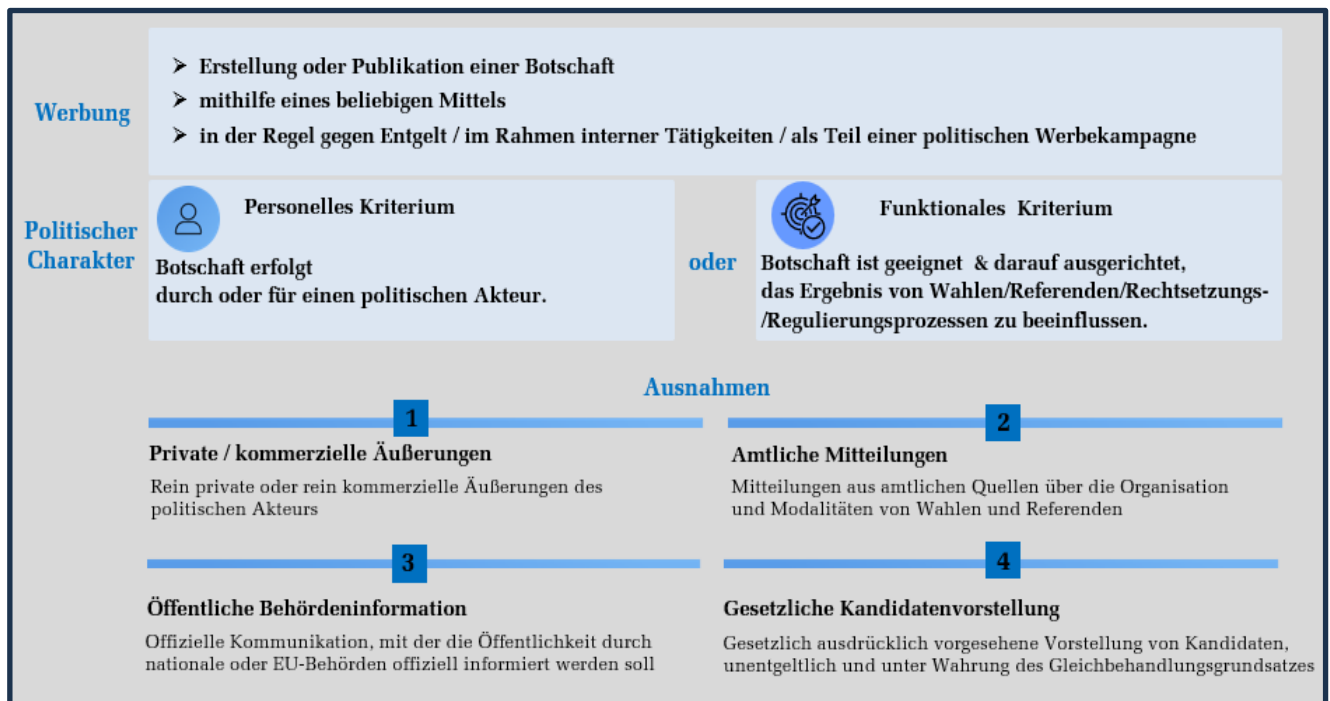 ➢ Erstellung oder Publikation einer Botschaft
➢ mithilfe eines beliebigen Mittels
➢ in der Regel gegen Entgelt / im Rahmen interner Tätigkeiten / als Teil einer politischen Werbekampagne
Werbung
Politischer
Charakter
Personelles Kriterium
Botschaft erfolgt
durch oder für einen politischen Akteur.
oder
Funktionales Kriterium
Botschaft ist geeignet & darauf ausgerichtet,
das Ergebnis von Wahlen/Referenden/Rechtsetzungs-
/Regulierungsprozessen zu beeinflussen.
Ausnahmen
1
Private / kommerzielle Äußerungen
Rein private oder rein kommerzielle Äußerungen des
politischen Akteurs
2
Amtliche Mitteilungen
Mitteilungen aus amtlichen Quellen über die Organisation
und Modalitäten von Wahlen und Referenden
3
Öffentliche Behördeninformation
Offizielle Kommunikation, mit der die Öffentlichkeit durch
nationale oder EU-Behörden offiziell informiert werden soll
4
Gesetzliche Kandidatenvorstellung
Gesetzlich ausdrücklich vorgesehene Vorstellung von Kandidaten,
unentgeltlich und unter Wahrung des Gleichbehandlungsgrundsatzes